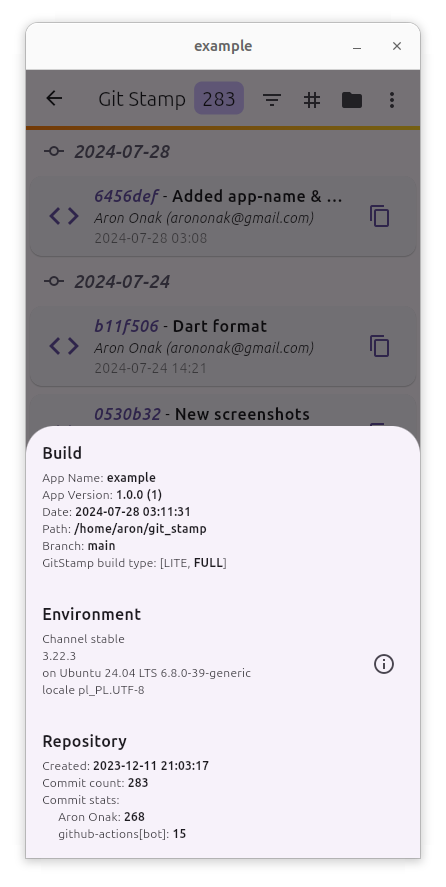 example
Git Stamp 283
2024-07-28
6456def - Added app-name & ...
Aron Onak (arononak@gmail.com)
2024-07-28 03:08
2024-07-24
b11f506 - Dart format
Aron Onak (arononak@gmail.com)
2024-07-24 14:21
0530b32 - New screenshots
Build
App Name: example
App Version: 1.0.0 (1)
Date: 2024-07-28 03:11:31
Path: /home/aron/git_stamp
Branch: main
GitStamp build type: [LITE, FULL]
Environment
Channel stable
3.22.3
on Ubuntu 24.04 LTS 6.8.0-39-generic
locale pl_PL.UTF-8
Repository
Created: 2023-12-11 21:03:17
Commit count: 283
Commit stats:
Aron Onak: 268
github-actions[bot]: 15